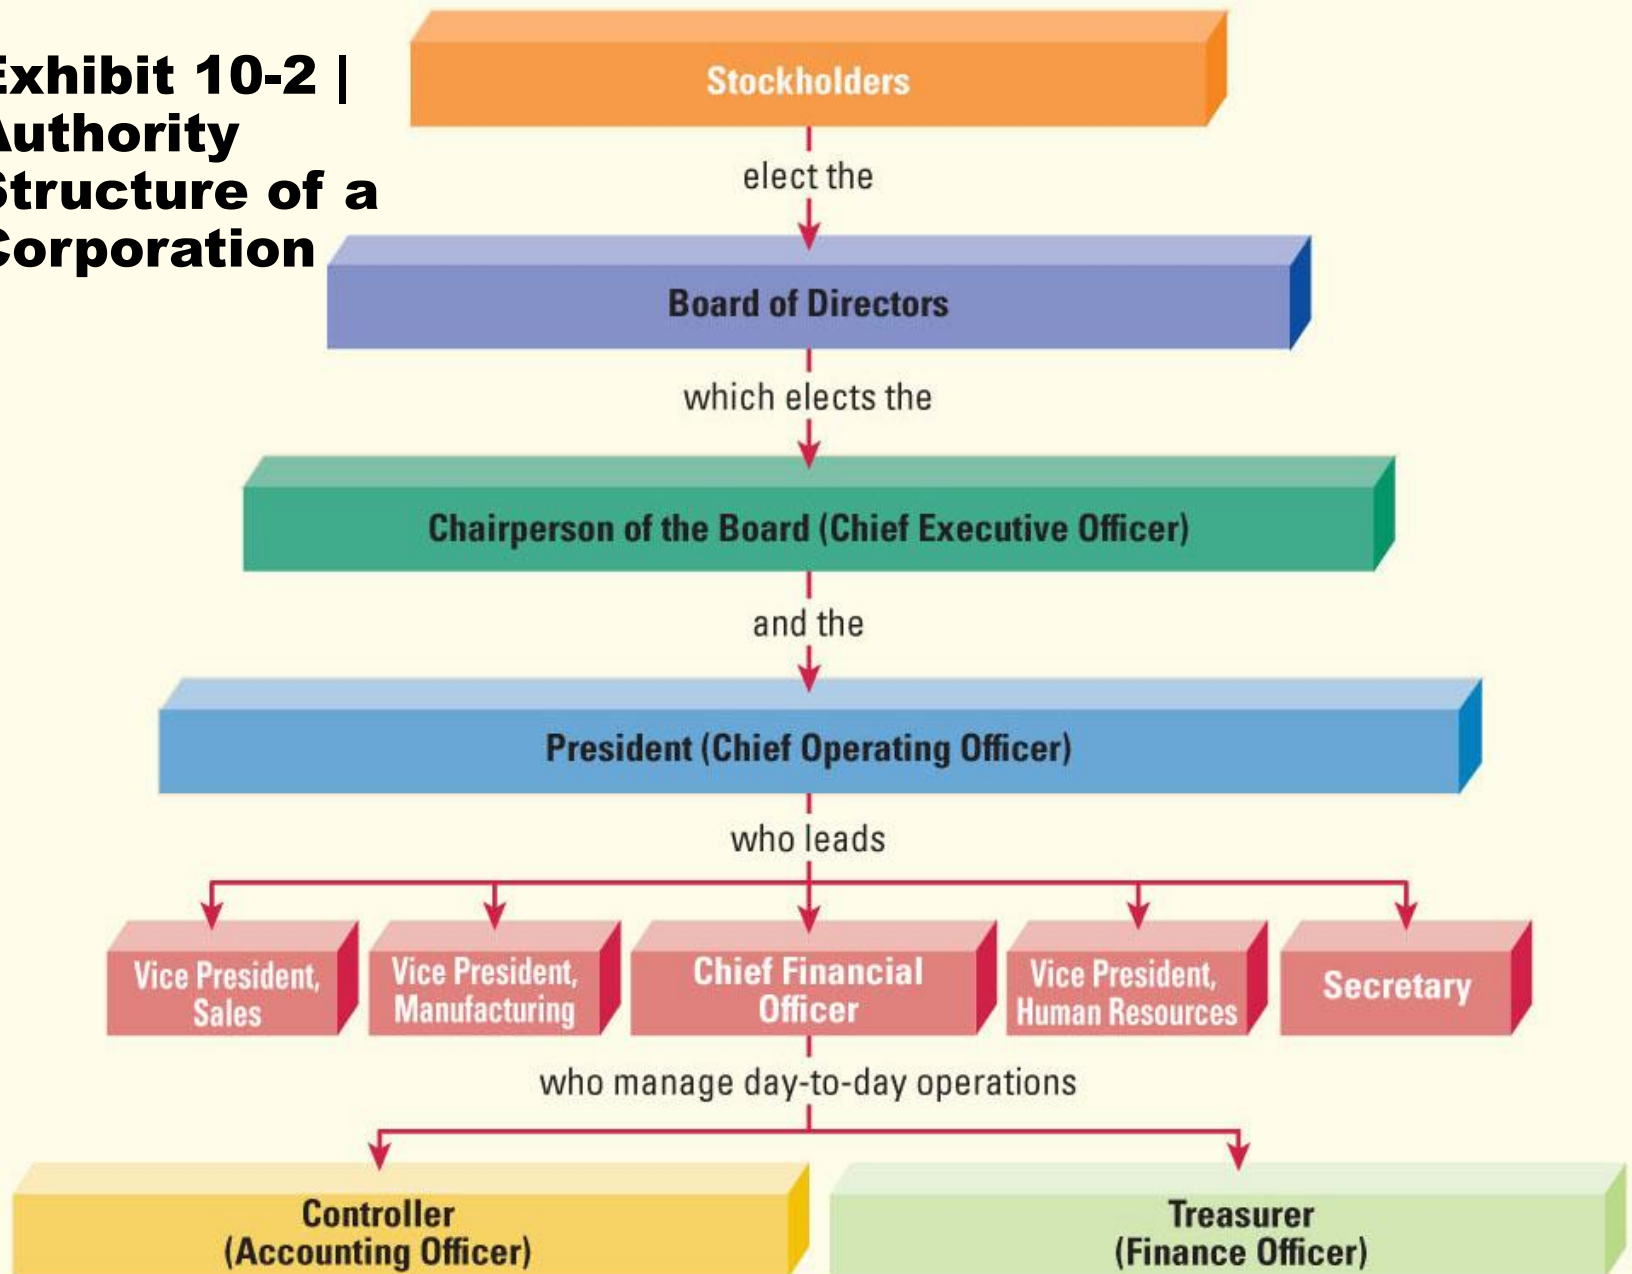 Exhibit 10-2 |
Authority
Structure of a
Corporation
Stockholders
elect the
Board of Directors
which elects the
Chairperson of the Board (Chief Executive Officer)
and the
President (Chief Operating Officer)
who leads
Vice President,
Sales
Vice President,
Manufacturing
Chief Financial
Officer
Vice President,
Human Resources
Secretary
who manage day-to-day operations
Controller
(Accounting Officer)
Treasurer
(Finance Officer)